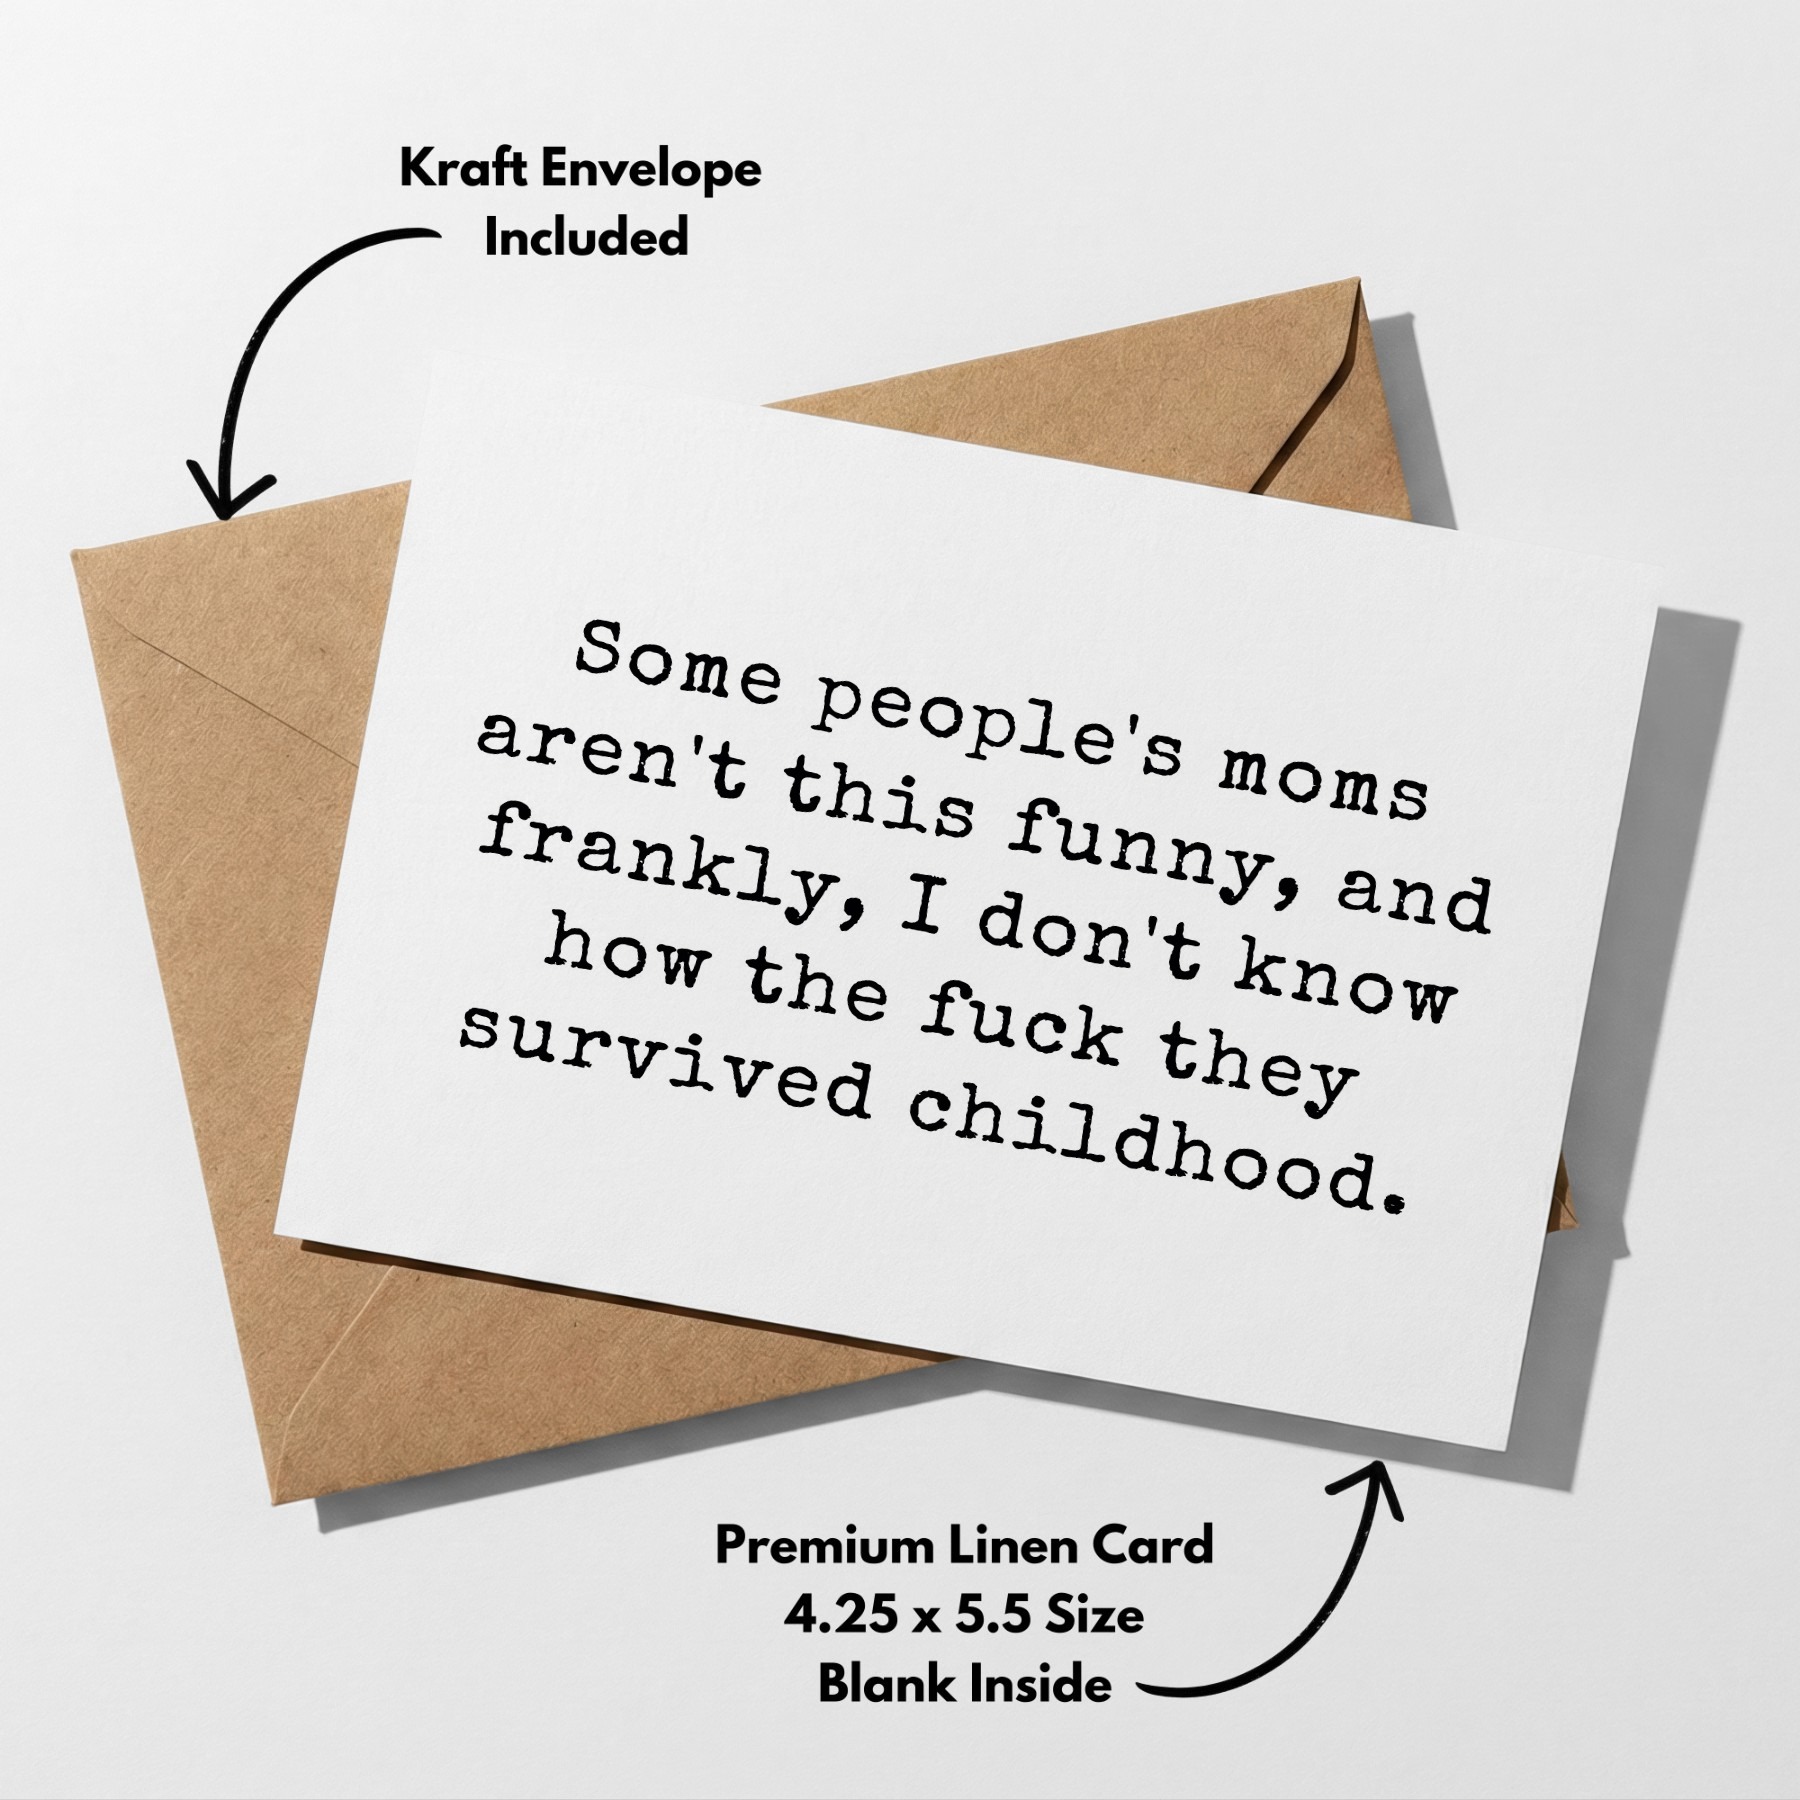 Kraft Envelope
Included
Some people's moms
aren't this funny, and
frankly, I don't know
how the fuck they
survived childhood.
Premium Linen Card
4.25 x 5.5 Size
Blank Inside